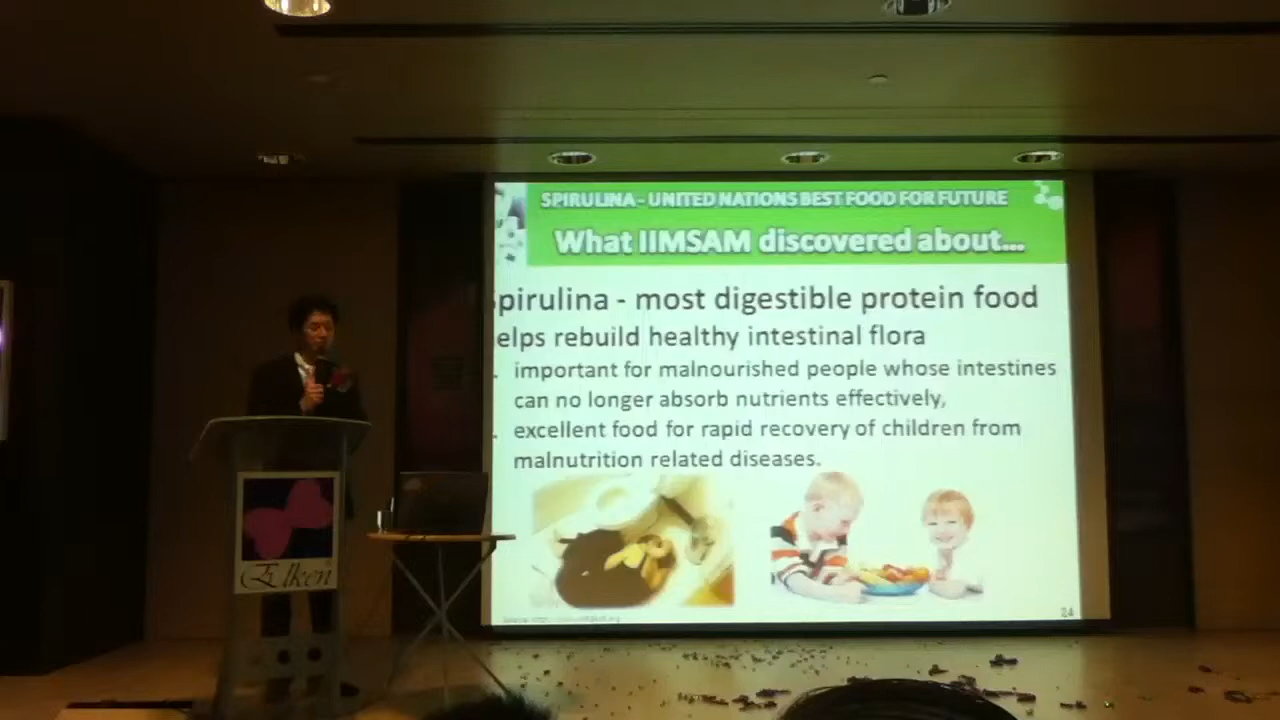 SPIRULINA - UNITED NATIONS BEST FOOD FOR FUTURE
What IIMSAM discovered about...
pirulina - most digestible protein food
elps rebuild healthy intestinal flora
. important for malnourished people whose intestines
can no longer absorb nutrients effectively,
. excellent food for rapid recovery of children from
malnutrition related diseases.
24
Elken®